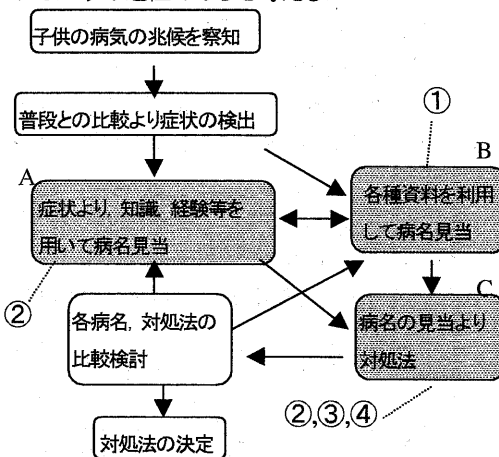 子供の病気の兆候を察知
普段との比較より症状の検出
①
A
症状より, 知識, 経験等を
用いて病名見当
B
各種資料を利用
して病名見当
②
各病名, 対処法の
比較検討
C
病名の見当より
対処法
②,③,④
対処法の決定